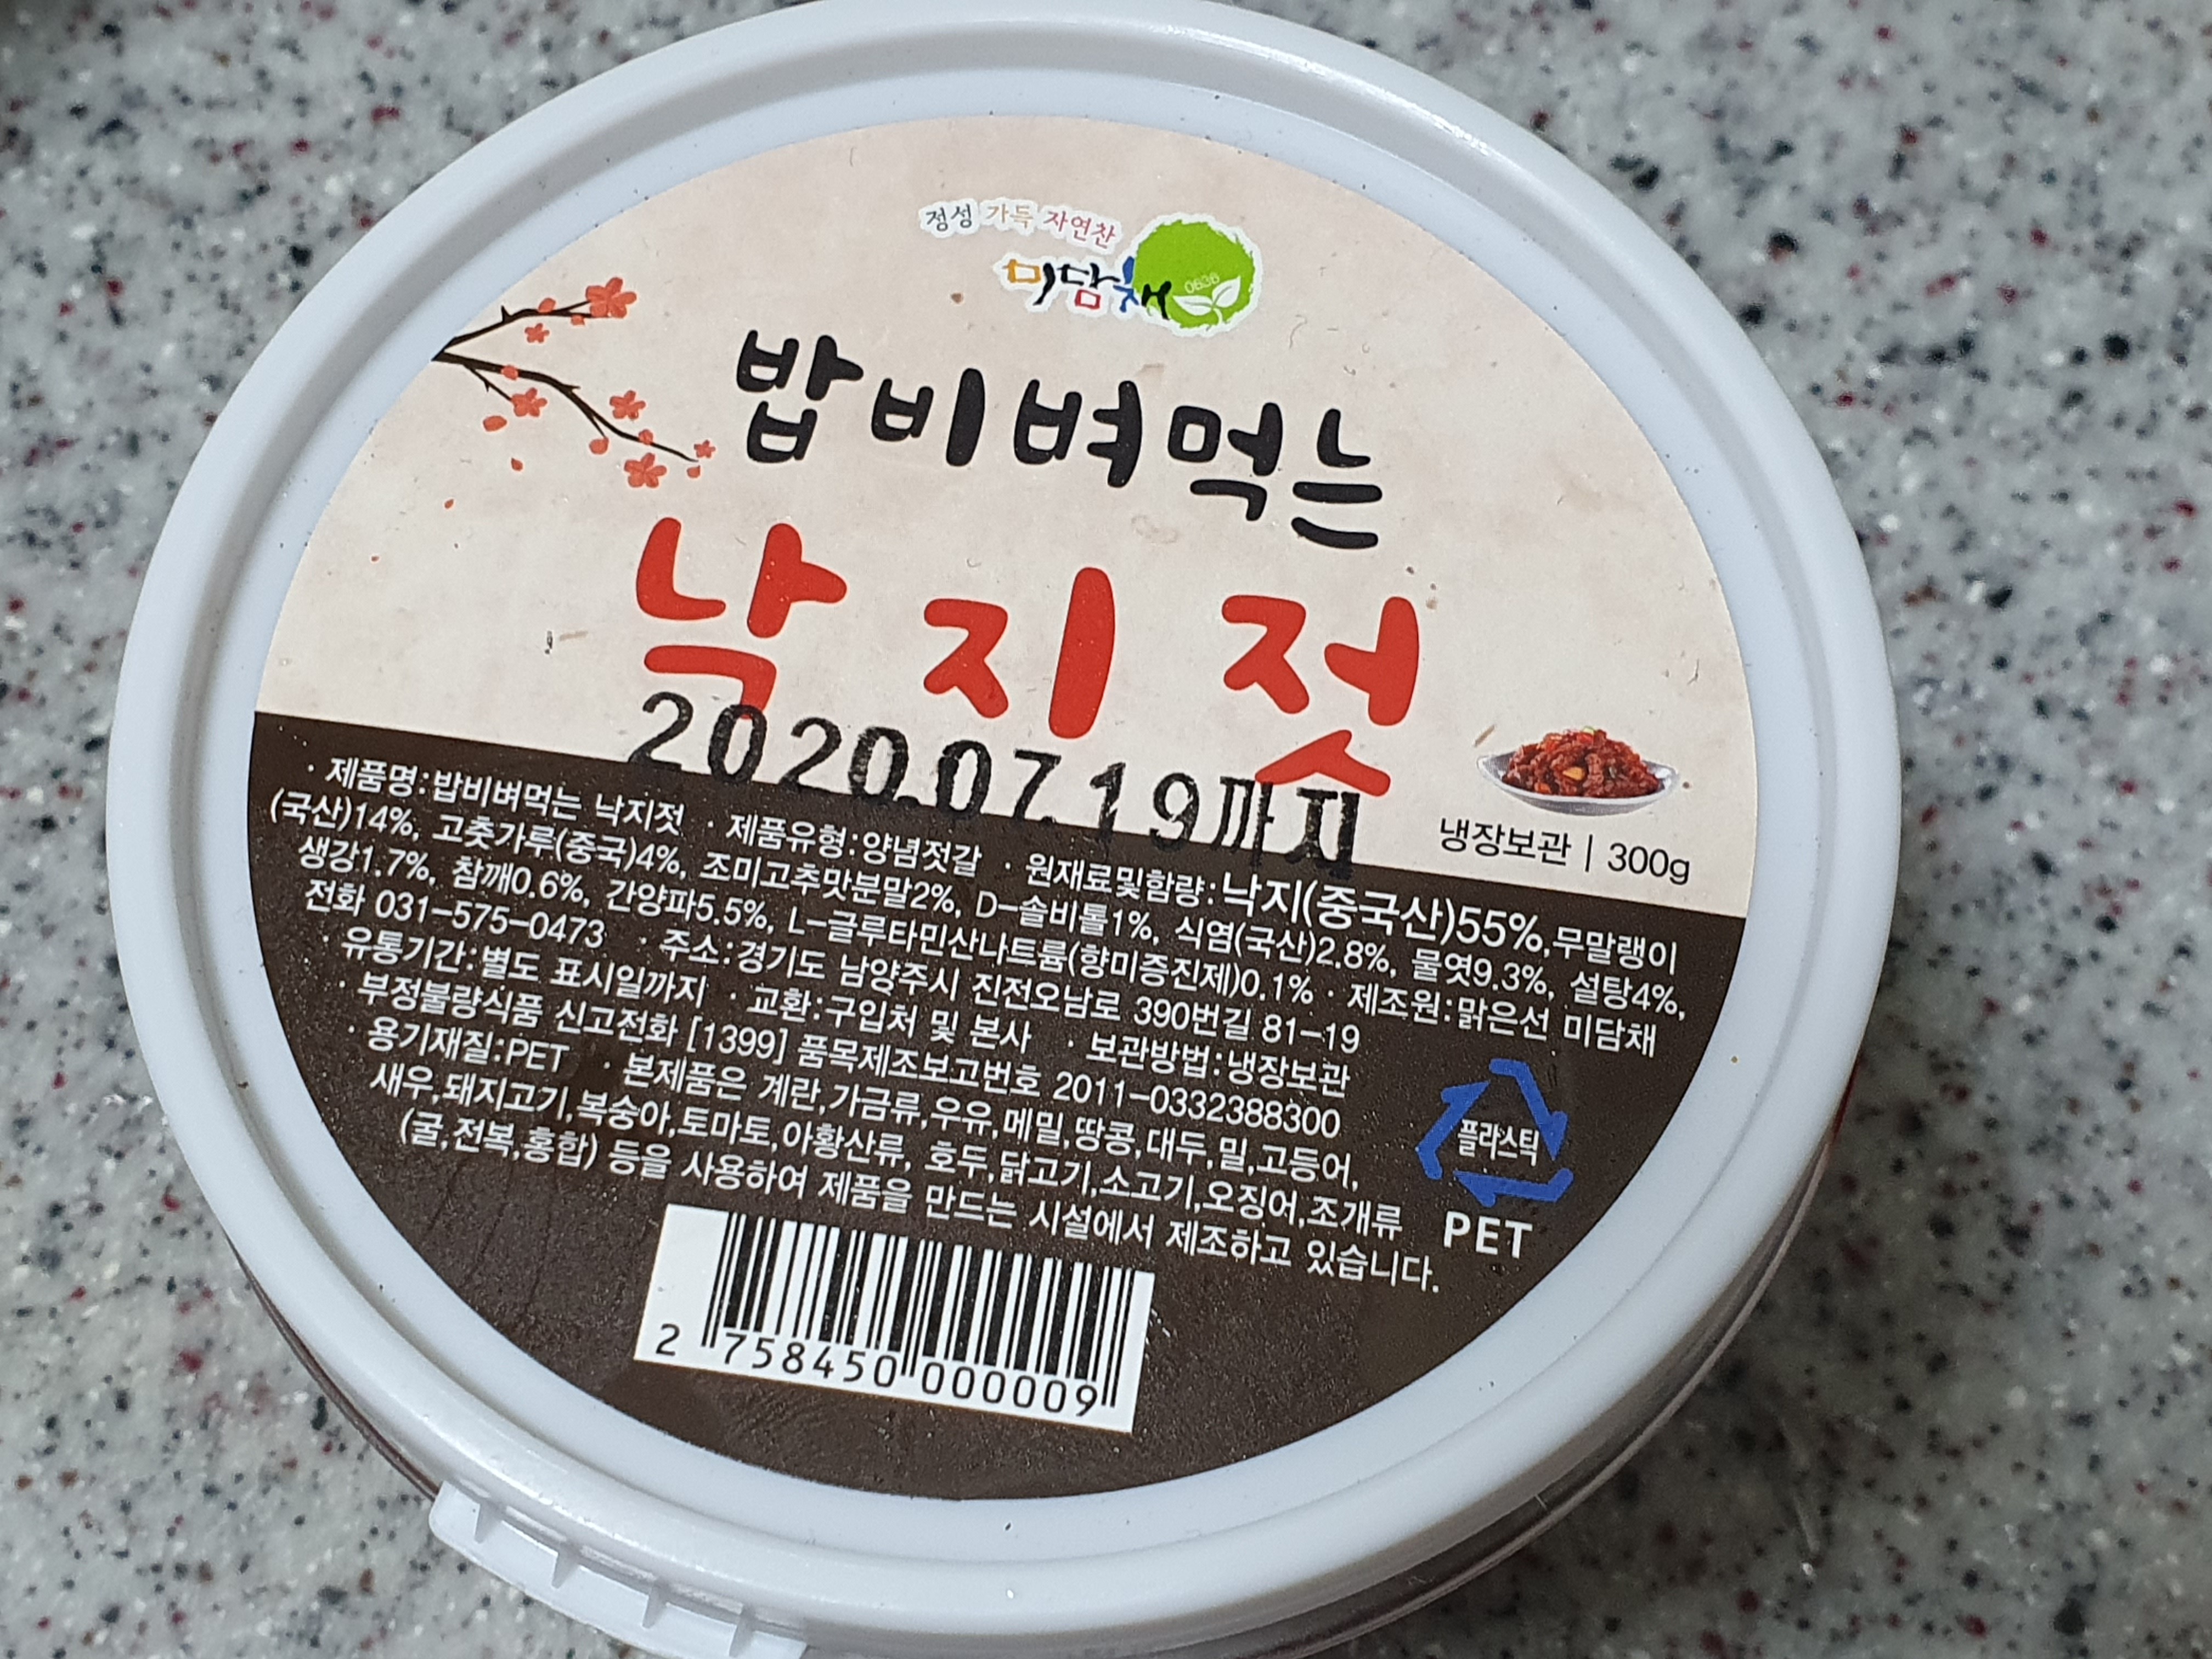 정성 가득 자연찬
미담채
0636
밥비벼먹는
낙지젓
2020.07.19까지
냉장보관 | 300g
· 제품명:밥비벼먹는 낙지젓 · 제품유형:양념젓갈 · 원재료및함량:낙지(중국산)55%,무말랭이
(국산)14%, 고춧가루(중국)4%, 조미고추맛분말2%, D-솔비톨1%, 식염(국산)2.8%, 물엿9.3%, 설탕4%,
생강1.7%, 참깨0.6%, 간양파5.5%, L-글루타민산나트륨(향미증진제)0.1% · 제조원:맑은선 미담채
전화 031-575-0473 · 주소:경기도 남양주시 진전오남로 390번길 81-19
· 유통기간:별도 표시일까지 · 교환:구입처 및 본사 · 보관방법:냉장보관
· 부정불량식품 신고전화 [1399] 품목제조보고번호 2011-0332388300
· 용기재질:PET · 본제품은 계란,가금류,우유,메밀,땅콩,대두,밀,고등어,
새우,돼지고기,복숭아,토마토,아황산류, 호두,닭고기,소고기,오징어,조개류
(굴,전복,홍합) 등을 사용하여 제품을 만드는 시설에서 제조하고 있습니다.
플라스틱
PET
2 758450 000009